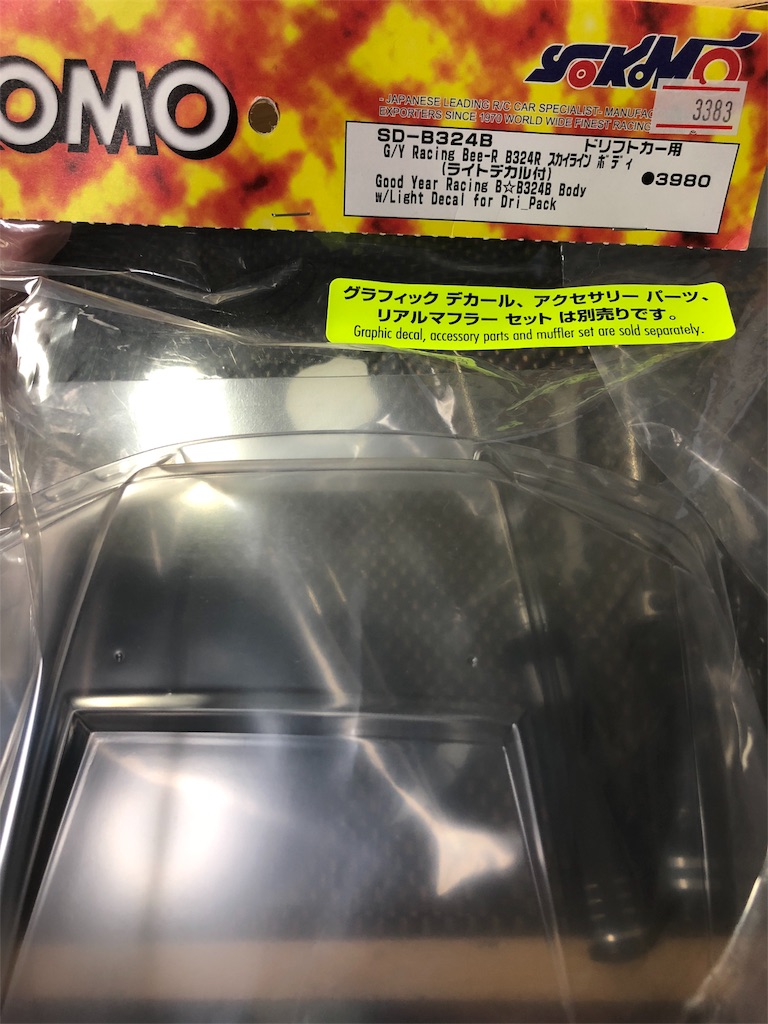 OMO
YOKOMO
- JAPANESE LEADING R/C CAR SPECIALIST- MANUFAC
EXPORTERS SINCE 1970 WORLD WIDE FINEST RACING
3383
SD-B324B ドリフトカー用
G/Y Racing Bee-R B324R スカイライン ボディ
(ライトデカル付)
●3980
Good Year Racing B☆B324B Body
w/Light Decal for Dri_Pack
グラフィック デカール、アクセサリー パーツ、
リアルマフラー セット は別売りです。
Graphic decal, accessory parts and muffler set are sold separately.